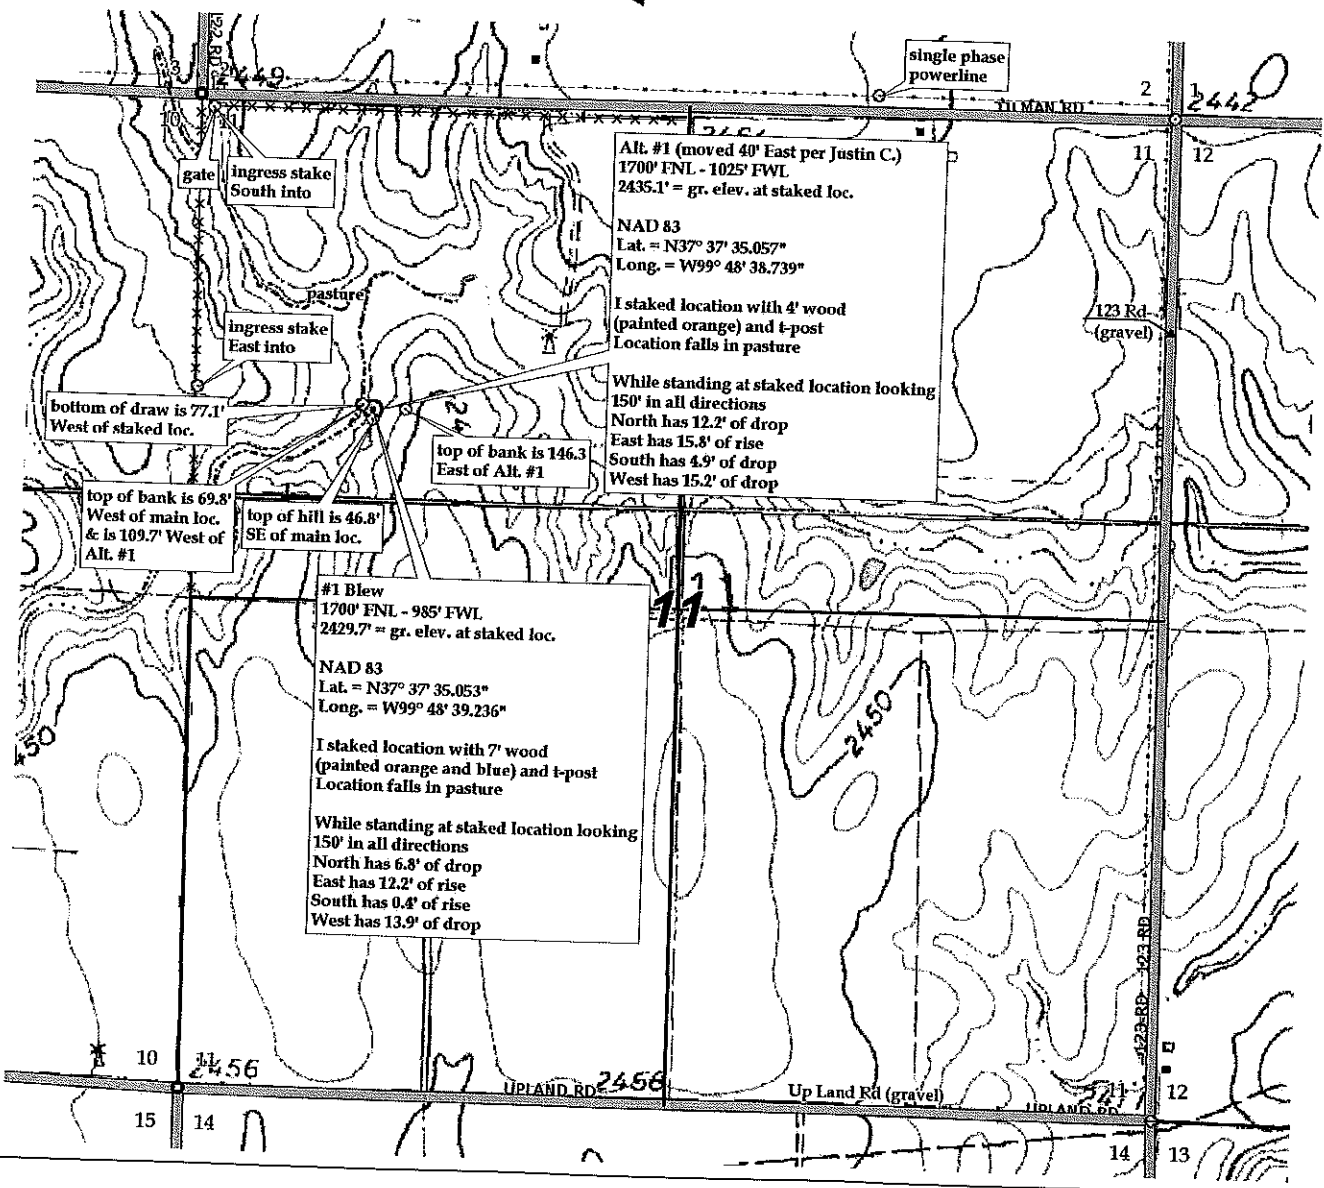 single phase
powerline
22 RD
3
2
2449
TILMAN RD
2
1
2442
10
11
11
12
gate
ingress stake
South into
Alt. #1 (moved 40' East per Justin C.)
1700' FNL - 1025' FWL
2435.1' = gr. elev. at staked loc.
NAD 83
Lat. = N37° 37' 35.057"
Long. = W99° 48' 38.739"
I staked location with 4' wood
(painted orange) and t-post
Location falls in pasture
While standing at staked location looking
150' in all directions
North has 12.2' of drop
East has 15.8' of rise
South has 4.9' of drop
West has 15.2' of drop
pasture
123 Rd
(gravel)
ingress stake
East into
bottom of draw is 77.1'
West of staked loc.
top of bank is 146.3
East of Alt. #1
top of bank is 69.8'
West of main loc.
& is 109.7' West of
Alt. #1
top of hill is 46.8'
SE of main loc.
#1 Blew
1700' FNL - 985' FWL
2429.7' = gr. elev. at staked loc.
NAD 83
Lat. = N37° 37' 35.053"
Long. = W99° 48' 39.236"
I staked location with 7' wood
(painted orange and blue) and t-post
Location falls in pasture
While standing at staked location looking
150' in all directions
North has 6.8' of drop
East has 12.2' of rise
South has 0.4' of rise
West has 13.9' of drop
11
2450
450
123 RD
123 RD
10
11
2456
UPLAND RD
2456
Up Land Rd (gravel)
UPLAND RD
11
12
15
14
14
13